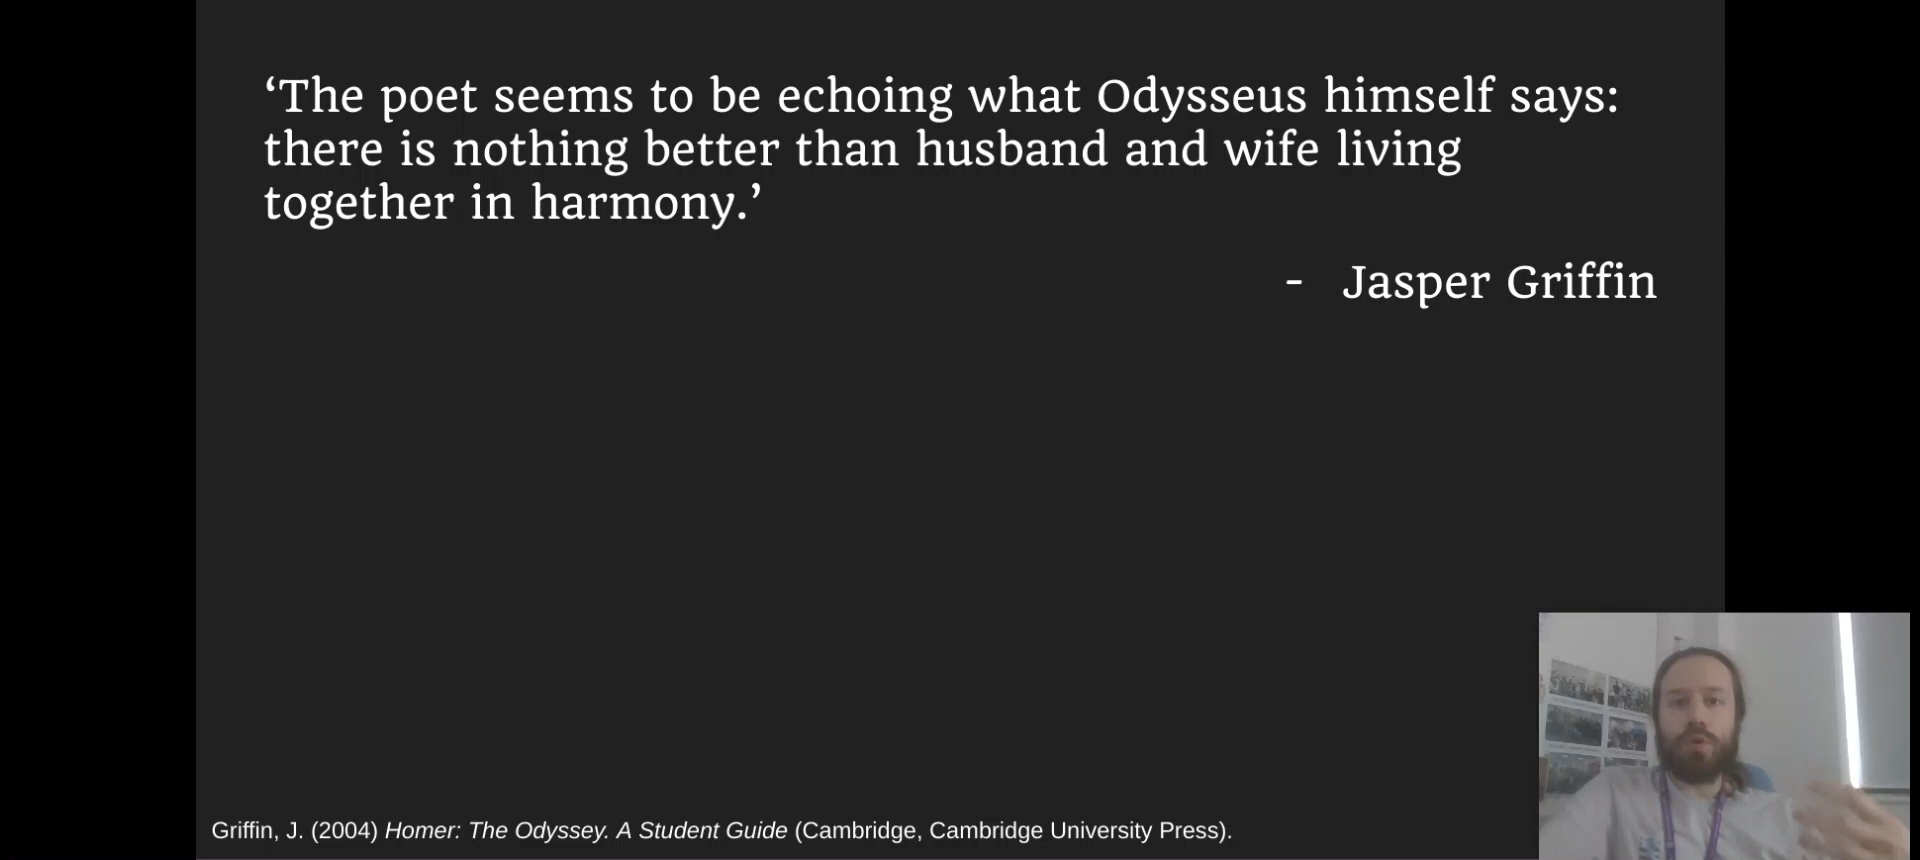 ‘The poet seems to be echoing what Odysseus himself says:
there is nothing better than husband and wife living
together in harmony.’
- Jasper Griffin
Griffin, J. (2004) Homer: The Odyssey. A Student Guide (Cambridge, Cambridge University Press).